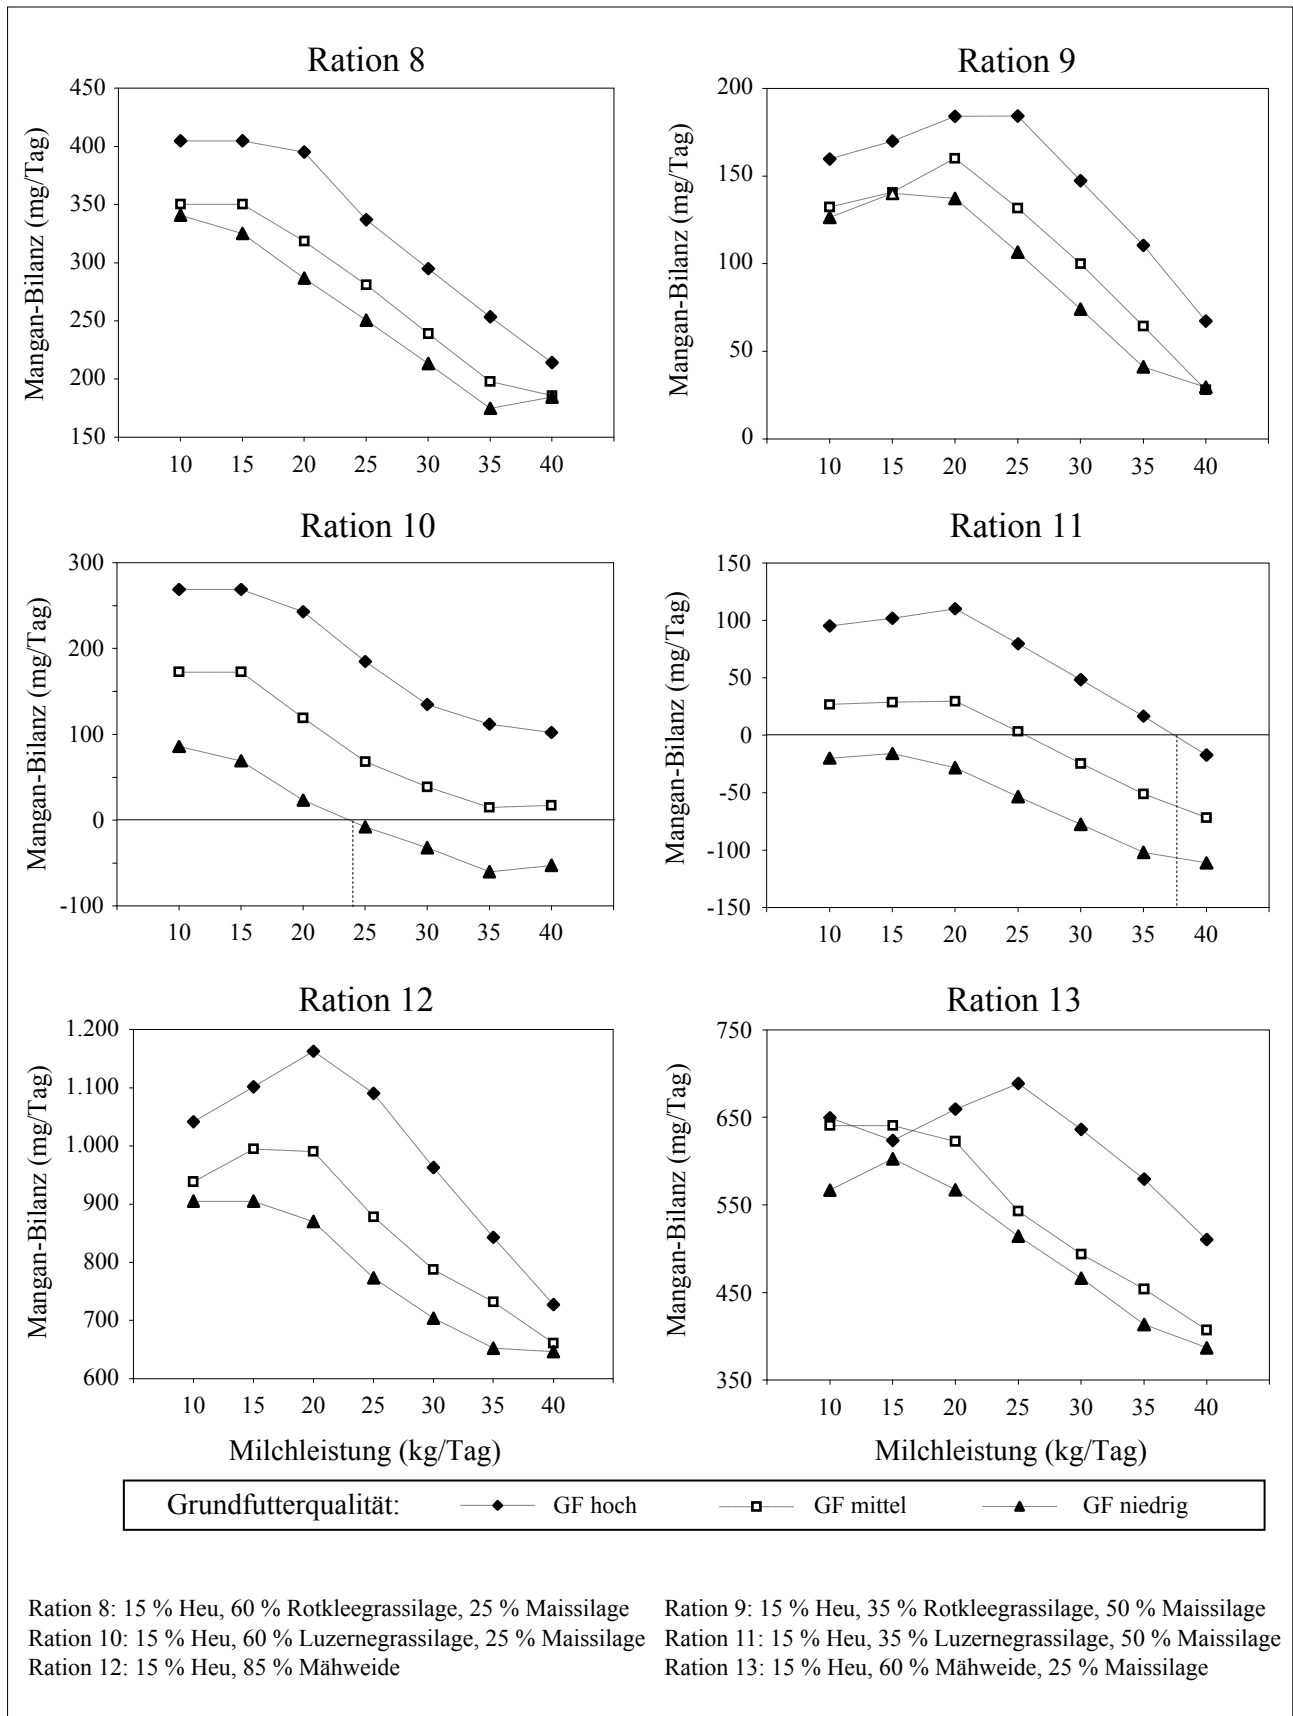 Ration 8
Mangan-Bilanz (mg/Tag)
450
400
350
300
250
200
150
10 15 20 25 30 35 40
Ration 9
Mangan-Bilanz (mg/Tag)
200
150
100
50
0
10 15 20 25 30 35 40
Ration 10
Mangan-Bilanz (mg/Tag)
300
200
100
0
-100
10 15 20 25 30 35 40
Ration 11
Mangan-Bilanz (mg/Tag)
150
100
50
0
-50
-100
-150
10 15 20 25 30 35 40
Ration 12
Mangan-Bilanz (mg/Tag)
1.200
1.100
1.000
900
800
700
600
10 15 20 25 30 35 40
Milchleistung (kg/Tag)
Ration 13
Mangan-Bilanz (mg/Tag)
750
650
550
450
350
10 15 20 25 30 35 40
Milchleistung (kg/Tag)
Grundfutterqualität: GF hoch GF mittel GF niedrig
Ration 8: 15 % Heu, 60 % Rotkleegrassilage, 25 % Maissilage
Ration 9: 15 % Heu, 35 % Rotkleegrassilage, 50 % Maissilage
Ration 10: 15 % Heu, 60 % Luzernegrassilage, 25 % Maissilage
Ration 11: 15 % Heu, 35 % Luzernegrassilage, 50 % Maissilage
Ration 12: 15 % Heu, 85 % Mähweide
Ration 13: 15 % Heu, 60 % Mähweide, 25 % Maissilage